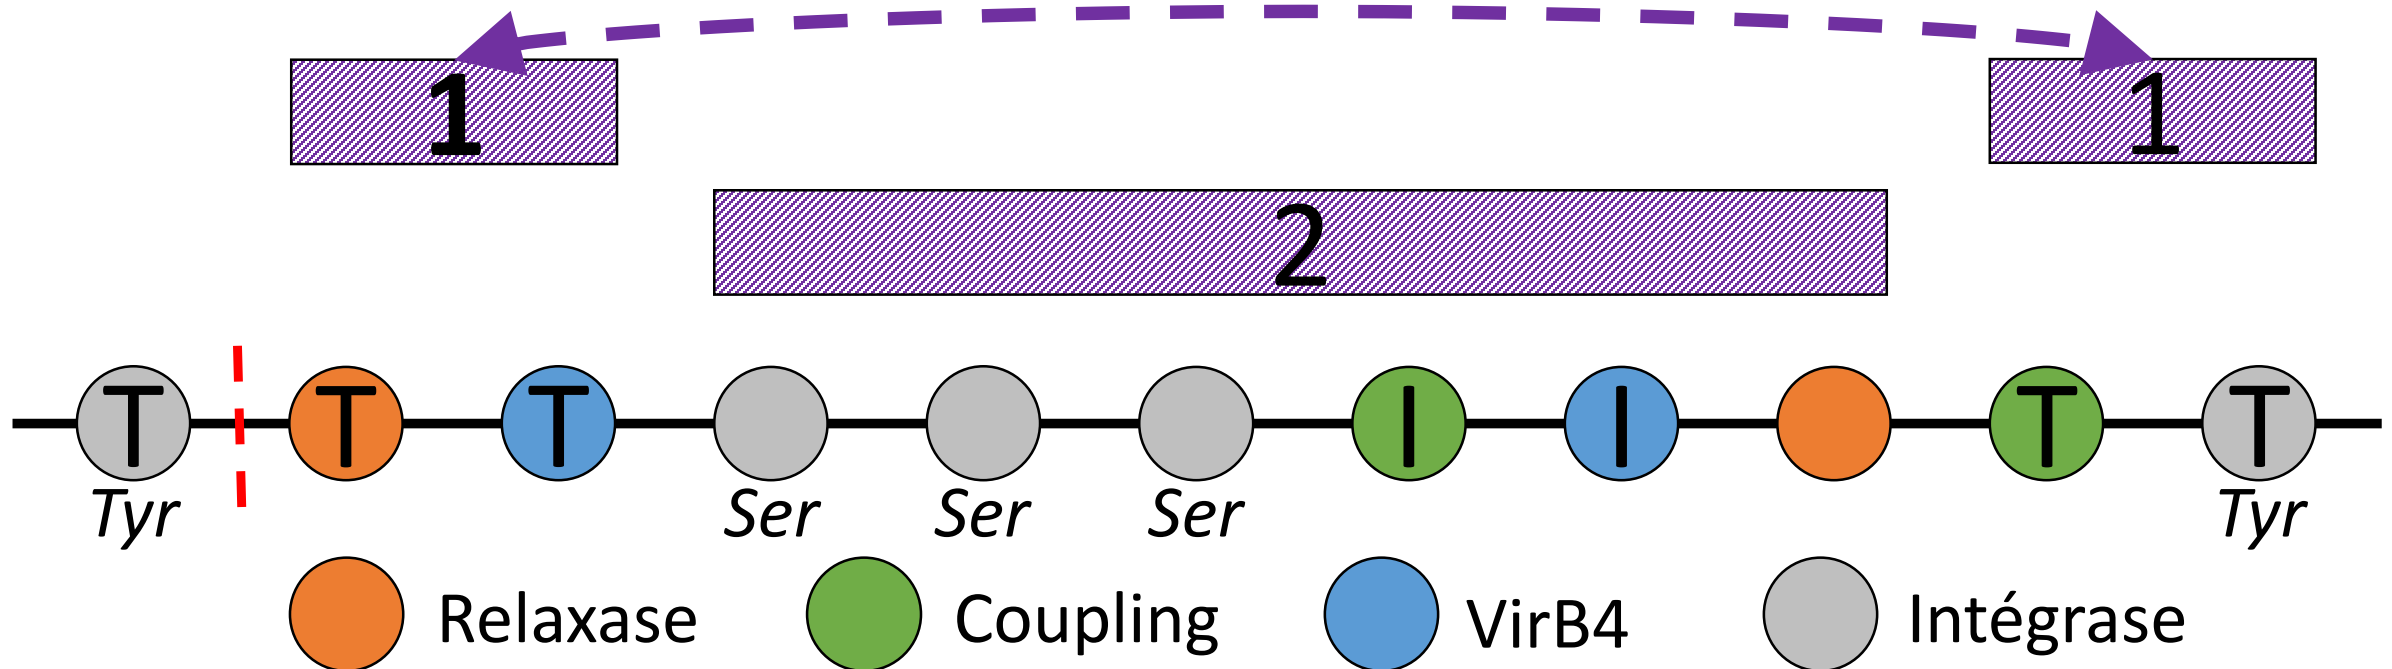 1 1
2
T T T I I T T
Tyr Ser Ser Ser Tyr
Relaxase Coupling VirB4 Intégrase